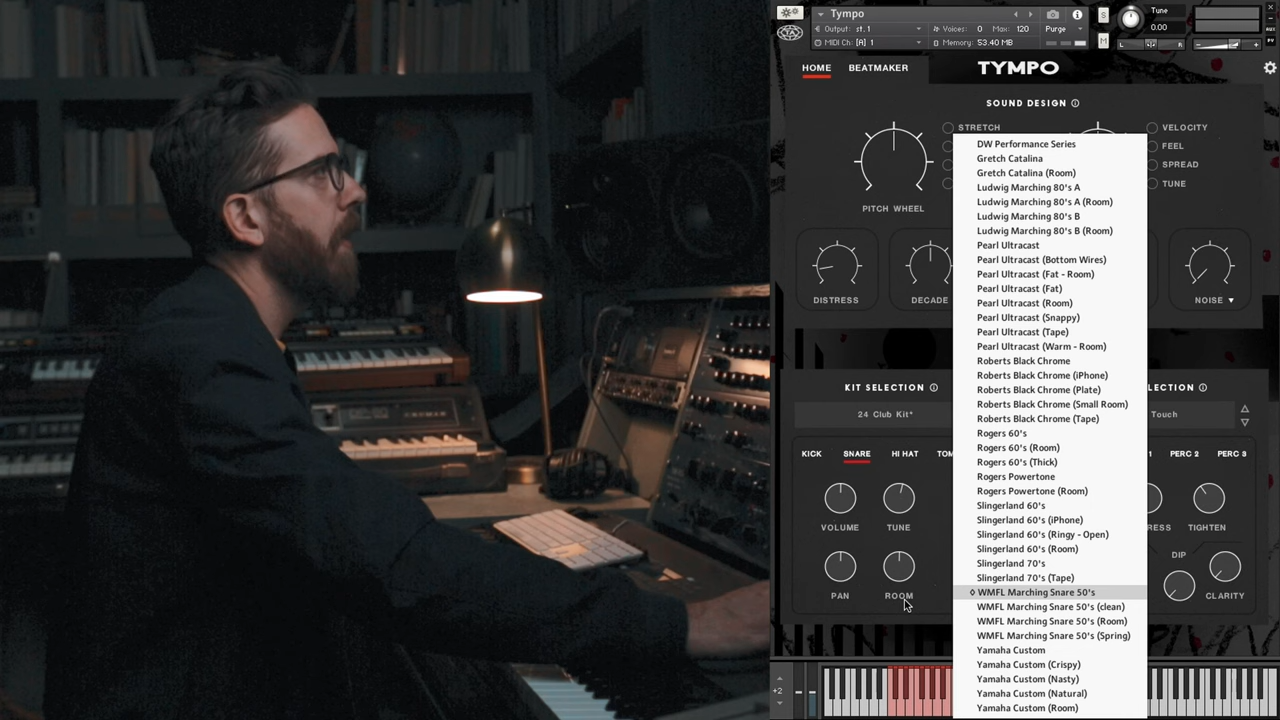 Tympo
Output: st. 1
Voices: 0 Max: 120
Purge
MIDI Ch: [A] 1
Memory: 53.40 MB
S
M
Tune
0.00
L R
AUX
PV
HOME
BEATMAKER
TYMPO
SOUND DESIGN
STRETCH
VELOCITY
FEEL
SPREAD
TUNE
PITCH WHEEL
DISTRESS
DECADE
NOISE
DW Performance Series
Gretch Catalina
Gretch Catalina (Room)
Ludwig Marching 80's A
Ludwig Marching 80's A (Room)
Ludwig Marching 80's B
Ludwig Marching 80's B (Room)
Pearl Ultracast
Pearl Ultracast (Bottom Wires)
Pearl Ultracast (Fat - Room)
Pearl Ultracast (Fat)
Pearl Ultracast (Room)
Pearl Ultracast (Snappy)
Pearl Ultracast (Tape)
Pearl Ultracast (Warm - Room)
Roberts Black Chrome
Roberts Black Chrome (iPhone)
Roberts Black Chrome (Plate)
Roberts Black Chrome (Small Room)
Roberts Black Chrome (Tape)
Rogers 60's
Rogers 60's (Room)
Rogers 60's (Thick)
Rogers Powertone
Rogers Powertone (Room)
Slingerland 60's
Slingerland 60's (iPhone)
Slingerland 60's (Ringy - Open)
Slingerland 60's (Room)
Slingerland 70's
Slingerland 70's (Tape)
◊ WMFL Marching Snare 50's
WMFL Marching Snare 50's (clean)
WMFL Marching Snare 50's (Room)
WMFL Marching Snare 50's (Spring)
Yamaha Custom
Yamaha Custom (Crispy)
Yamaha Custom (Nasty)
Yamaha Custom (Natural)
Yamaha Custom (Room)
KIT SELECTION
LECTION
24 Club Kit*
Touch
KICK
SNARE
HI HAT
TOM
1
PERC 2
PERC 3
VOLUME
TUNE
RESS
TIGHTEN
DIP
PAN
ROOM
CLARITY
+2